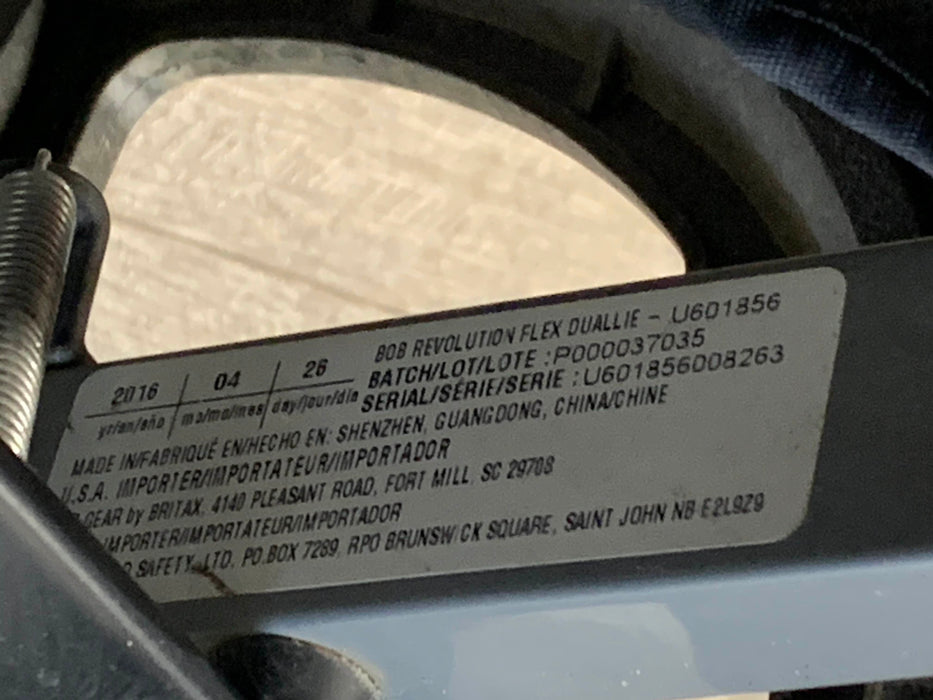 2016 / 04 / 26
yr/an/año mo/mo/mes day/jour/día
BOB REVOLUTION FLEX DUALLIE - U601856
BATCH/LOT/LOTE : P000037035
SERIAL/SÉRIE/SERIE : U601856008263
MADE IN/FABRIQUÉ EN/HECHO EN: SHENZHEN, GUANGDONG, CHINA/CHINE
U.S.A. IMPORTER/IMPORTATEUR/IMPORTADOR
GEAR by BRITAX, 4140 PLEASANT ROAD, FORT MILL, SC 29708
IMPORTER/IMPORTATEUR/IMPORTADOR
SAFETY, LTD, PO.BOX 7289, RPO BRUNSWICK SQUARE, SAINT JOHN NB E2L9Z9